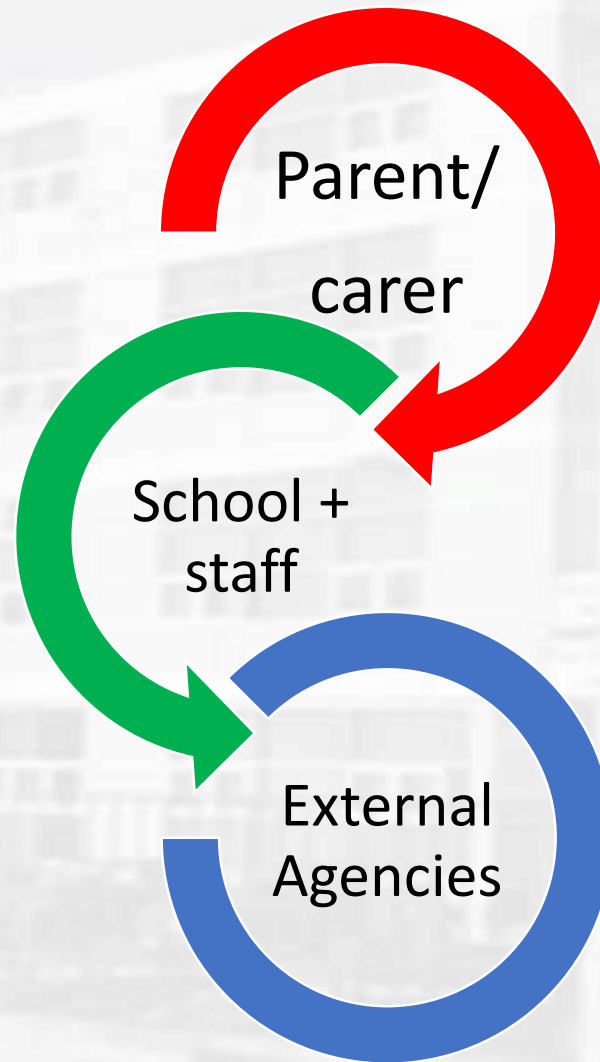 Parent/
carer
School +
staff
External
Agencies